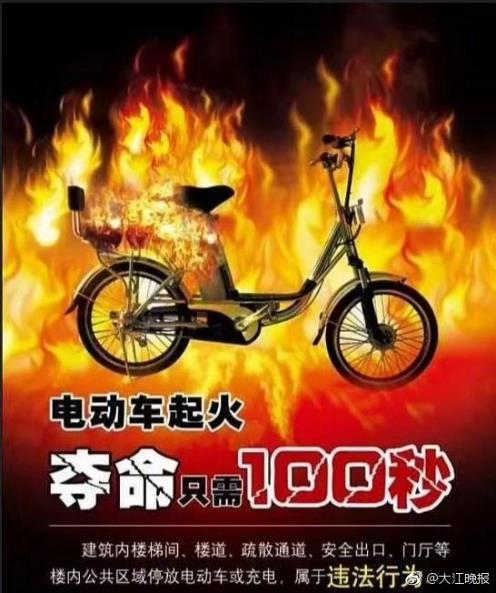 电动车起火
夺命只需100秒
建筑内楼梯间、楼道、疏散通道、安全出口、门厅等
楼内公共区域停放电动车或充电，属于违法行为
@大江晚报